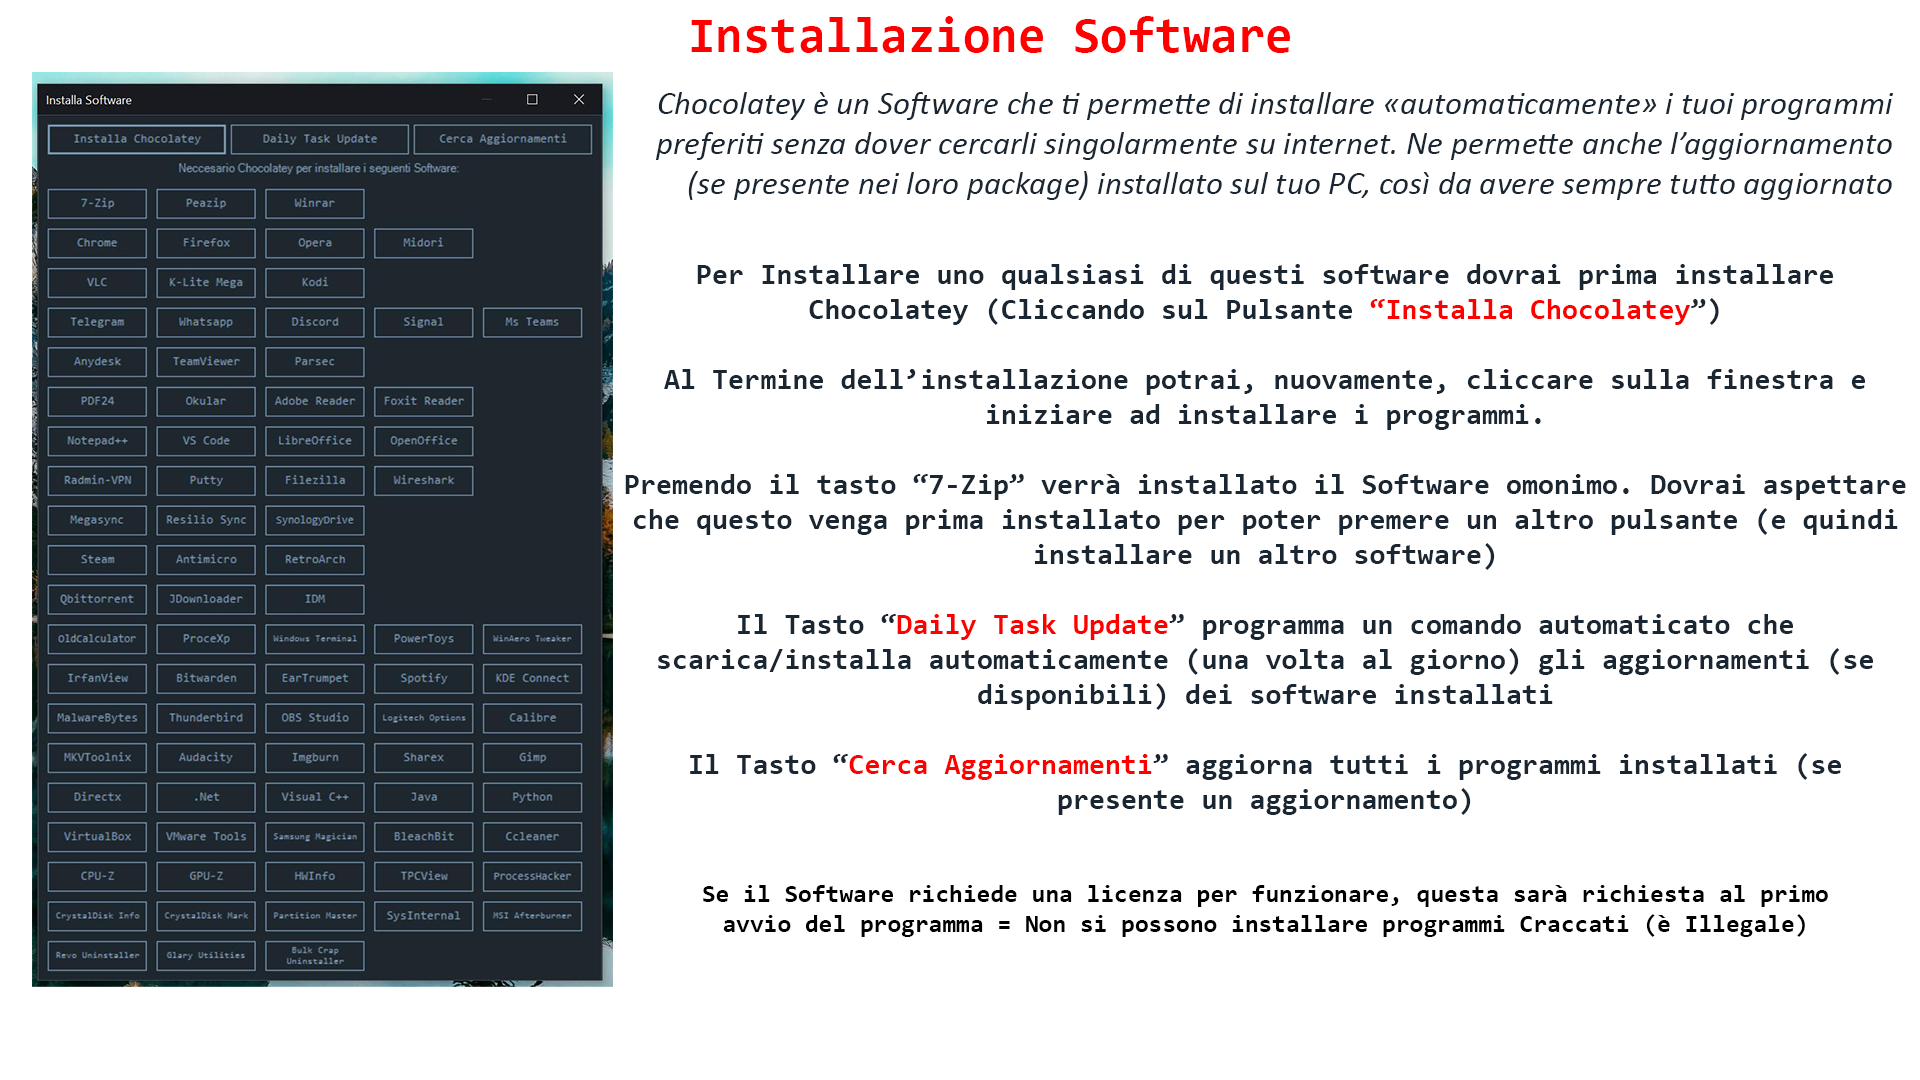 Installazione Software
Installa Software
Installa Chocolatey Daily Task Update Cerca Aggiornamenti
Neccesario Chocolatey per installare i seguenti Software:
7-Zip Peazip Winrar
Chrome Firefox Opera Midori
VLC K-Lite Mega Kodi
Telegram Whatsapp Discord Signal Ms Teams
Anydesk TeamViewer Parsec
PDF24 Okular Adobe Reader Foxit Reader
Notepad++ VS Code LibreOffice OpenOffice
Radmin-VPN Putty Filezilla Wireshark
Megasync Resilio Sync SynologyDrive
Steam Antimicro RetroArch
Qbittorrent JDownloader IDM
OldCalculator ProceXp Windows Terminal PowerToys WinAero Tweaker
IrfanView Bitwarden EarTrumpet Spotify KDE Connect
MalwareBytes Thunderbird OBS Studio Logitech Options Calibre
MKVToolnix Audacity Imgburn Sharex Gimp
Directx .Net Visual C++ Java Python
VirtualBox VMware Tools Samsung Magician BleachBit Ccleaner
CPU-Z GPU-Z HWInfo TPCView ProcessHacker
CrystalDisk Info CrystalDisk Mark Partition Master SysInternal MSI Afterburner
Revo Uninstaller Glary Utilities Bulk Crap
Uninstaller
Chocolatey è un Software che ti permette di installare «automaticamente» i tuoi programmi
preferiti senza dover cercarli singolarmente su internet. Ne permette anche l’aggiornamento
(se presente nei loro package) installato sul tuo PC, così da avere sempre tutto aggiornato
Per Installare uno qualsiasi di questi software dovrai prima installare
Chocolatey (Cliccando sul Pulsante “Installa Chocolatey”)
Al Termine dell’installazione potrai, nuovamente, cliccare sulla finestra e
iniziare ad installare i programmi.
Premendo il tasto “7-Zip” verrà installato il Software omonimo. Dovrai aspettare
che questo venga prima installato per poter premere un altro pulsante (e quindi
installare un altro software)
Il Tasto “Daily Task Update” programma un comando automatico che
scarica/installa automaticamente (una volta al giorno) gli aggiornamenti (se
disponibili) dei software installati
Il Tasto “Cerca Aggiornamenti” aggiorna tutti i programmi installati (se
presente un aggiornamento)
Se il Software richiede una licenza per funzionare, questa sarà richiesta al primo
avvio del programma = Non si possono installare programmi Craccati (è Illegale)